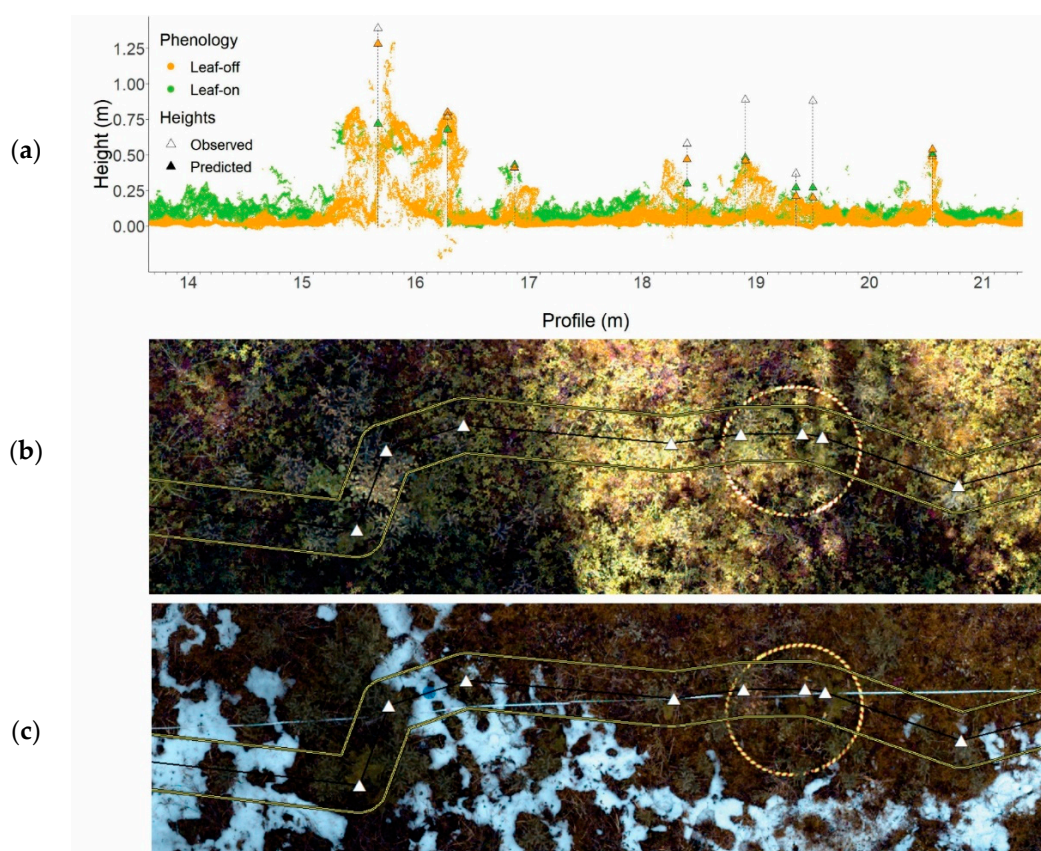 (a)
Phenology
Leaf-off
Leaf-on
Heights
Observed
Predicted
Height (m)
1.25
1.00
0.75
0.50
0.25
0.00
14 15 16 17 18 19 20 21
Profile (m)
(b)
(c)